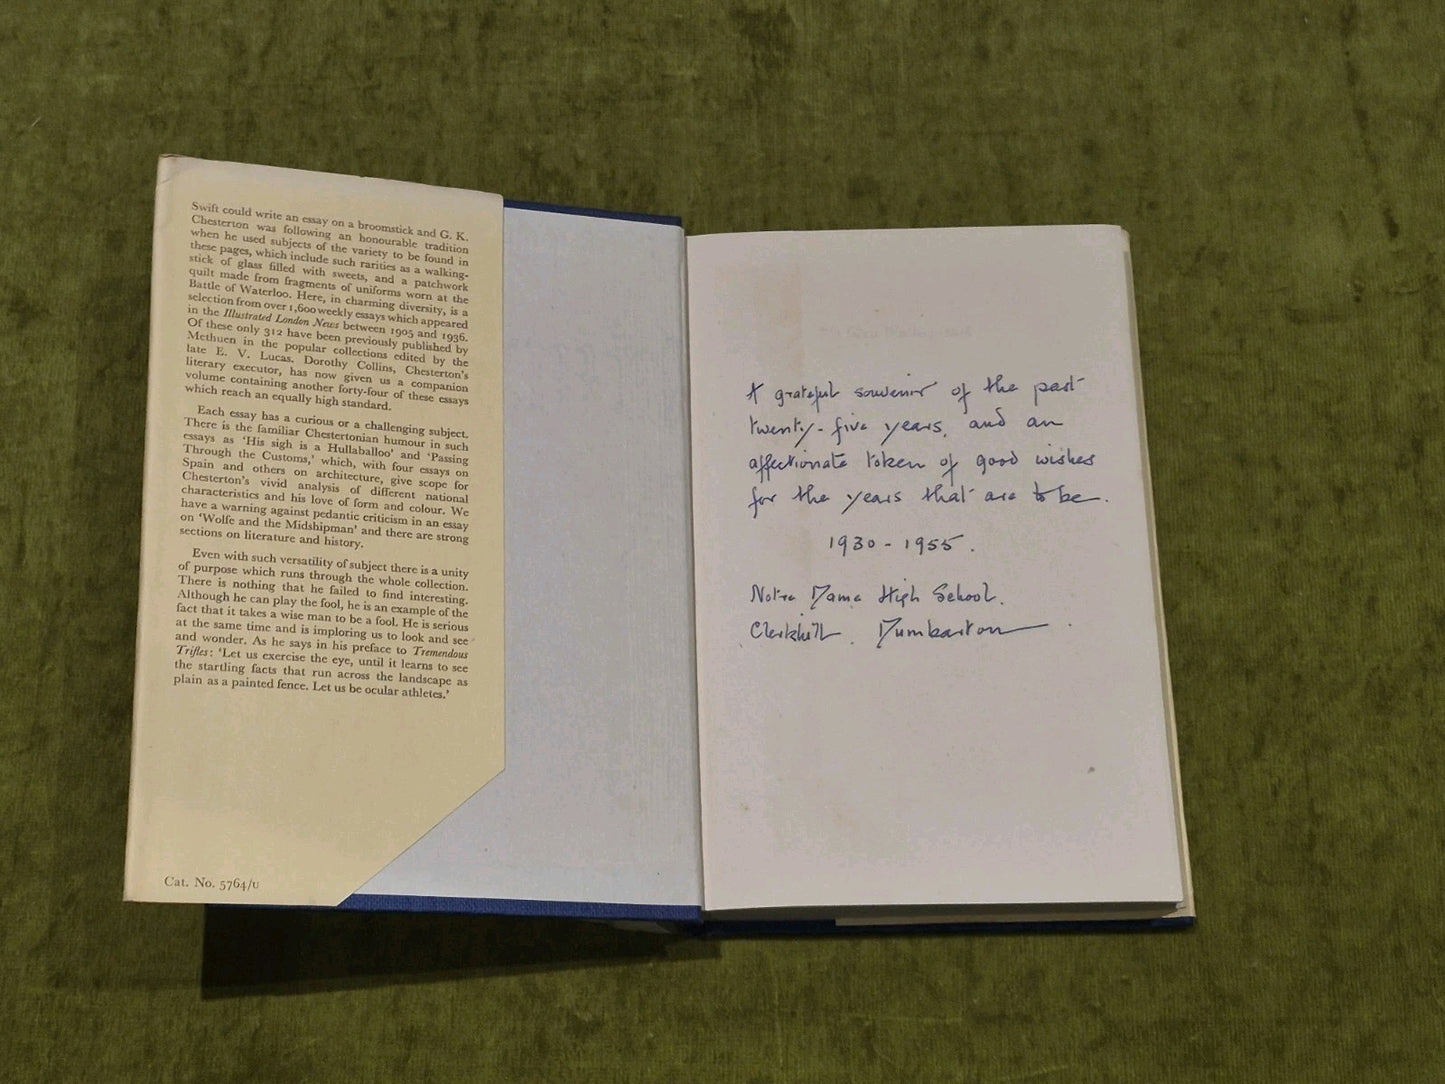 Swift could write an essay on a broomstick and G. K.
Chesterton was following an honourable tradition
when he used subjects of the variety to be found in
these pages, which include such rarities as a walking-
stick of glass filled with sweets, and a patchwork
quilt made from fragments of uniforms worn at the
Battle of Waterloo. Here, in charming diversity, is a
selection from over 1,600 weekly essays which appeared
in the Illustrated London News between 1905 and 1936.
Of these only 312 have been previously published by
Methuen in the popular collections edited by the
late E. V. Lucas. Dorothy Collins, Chesterton's
literary executor, has now given us a companion
volume containing another forty-four of these essays
which reach an equally high standard.
Each essay has a curious or a challenging subject.
There is the familiar Chestertonian humour in such
essays as 'His sigh is a Hullaballoo' and 'Passing
Through the Customs,' which, with four essays on
Spain and others on architecture, give scope for
Chesterton's vivid analysis of different national
characteristics and his love of form and colour. We
have a warning against pedantic criticism in an essay
on 'Wolfe and the Midshipman' and there are strong
sections on literature and history.
Even with such versatility of subject there is a unity
of purpose which runs through the whole collection.
There is nothing that he failed to find interesting.
Although he can play the fool, he is an example of the
fact that it takes a wise man to be a fool. He is serious
at the same time and is imploring us to look and see
and wonder. As he says in his preface to Tremendous
Trifles: 'Let us exercise the eye, until it learns to see
the startling facts that run across the landscape as
plain as a painted fence. Let us be ocular athletes.'
Cat. No. 5764/U
A grateful souvenir of the past
twenty-five years, and an
affectionate token of good wishes
for the years that are to be.
1930 - 1955.
Notre Dame High School.
Clerkhill. Dumbarton.